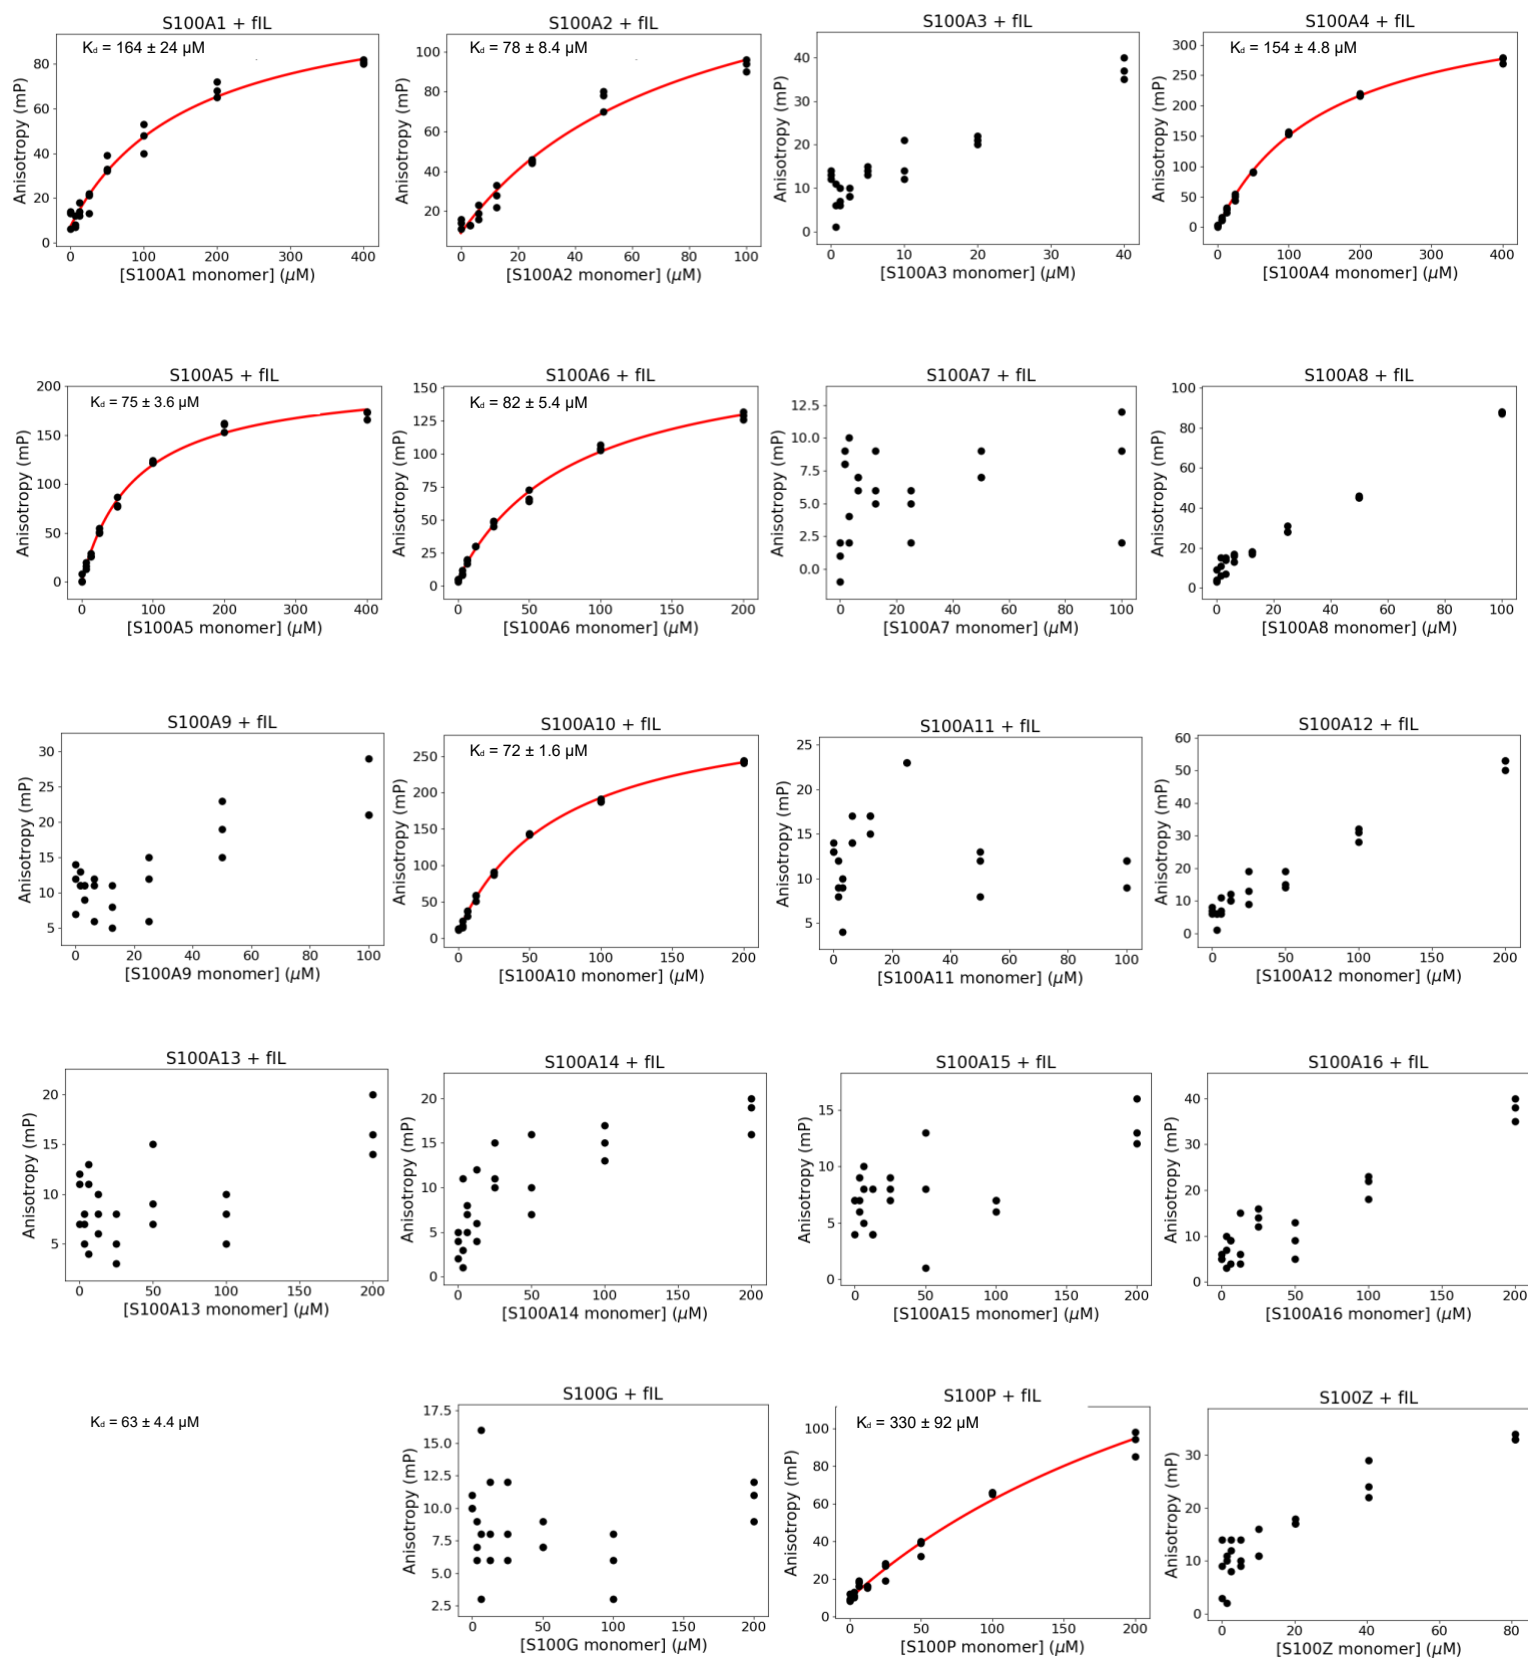 S100A1 + fIL
Kd = 164 ± 24 µM
Anisotropy (mP)
80
60
40
20
0
0 100 200 300 400
[S100A1 monomer] (µM)
S100A2 + fIL
Kd = 78 ± 8.4 µM
Anisotropy (mP)
100
80
60
40
20
0 20 40 60 80 100
[S100A2 monomer] (µM)
S100A3 + fIL
Anisotropy (mP)
40
30
20
10
0
0 10 20 30 40
[S100A3 monomer] (µM)
S100A4 + fIL
Kd = 154 ± 4.8 µM
Anisotropy (mP)
300
250
200
150
100
50
0
0 100 200 300 400
[S100A4 monomer] (µM)
S100A5 + fIL
Kd = 75 ± 3.6 µM
Anisotropy (mP)
200
150
100
50
0
0 100 200 300 400
[S100A5 monomer] (µM)
S100A6 + fIL
Kd = 82 ± 5.4 µM
Anisotropy (mP)
150
125
100
75
50
25
0
0 50 100 150 200
[S100A6 monomer] (µM)
S100A7 + fIL
Anisotropy (mP)
12.5
10.0
7.5
5.0
2.5
0.0
0 20 40 60 80 100
[S100A7 monomer] (µM)
S100A8 + fIL
Anisotropy (mP)
100
80
60
40
20
0
0 20 40 60 80 100
[S100A8 monomer] (µM)
S100A9 + fIL
Anisotropy (mP)
30
25
20
15
10
5
0 20 40 60 80 100
[S100A9 monomer] (µM)
S100A10 + fIL
Kd = 72 ± 1.6 µM
Anisotropy (mP)
250
200
150
100
50
0
0 50 100 150 200
[S100A10 monomer] (µM)
S100A11 + fIL
Anisotropy (mP)
25
20
15
10
5
0 20 40 60 80 100
[S100A11 monomer] (µM)
S100A12 + fIL
Anisotropy (mP)
60
50
40
30
20
10
0
0 50 100 150 200
[S100A12 monomer] (µM)
S100A13 + fIL
Anisotropy (mP)
20
15
10
5
0 50 100 150 200
[S100A13 monomer] (µM)
S100A14 + fIL
Anisotropy (mP)
20
15
10
5
0
0 50 100 150 200
[S100A14 monomer] (µM)
S100A15 + fIL
Anisotropy (mP)
15
10
5
0
0 50 100 150 200
[S100A15 monomer] (µM)
S100A16 + fIL
Anisotropy (mP)
40
30
20
10
0
0 50 100 150 200
[S100A16 monomer] (µM)
Kd = 63 ± 4.4 µM
S100G + fIL
Anisotropy (mP)
17.5
15.0
12.5
10.0
7.5
5.0
2.5
0 50 100 150 200
[S100G monomer] (µM)
S100P + fIL
Kd = 330 ± 92 µM
Anisotropy (mP)
100
80
60
40
20
0
0 50 100 150 200
[S100P monomer] (µM)
S100Z + fIL
Anisotropy (mP)
30
20
10
0
0 20 40 60 80
[S100Z monomer] (µM)